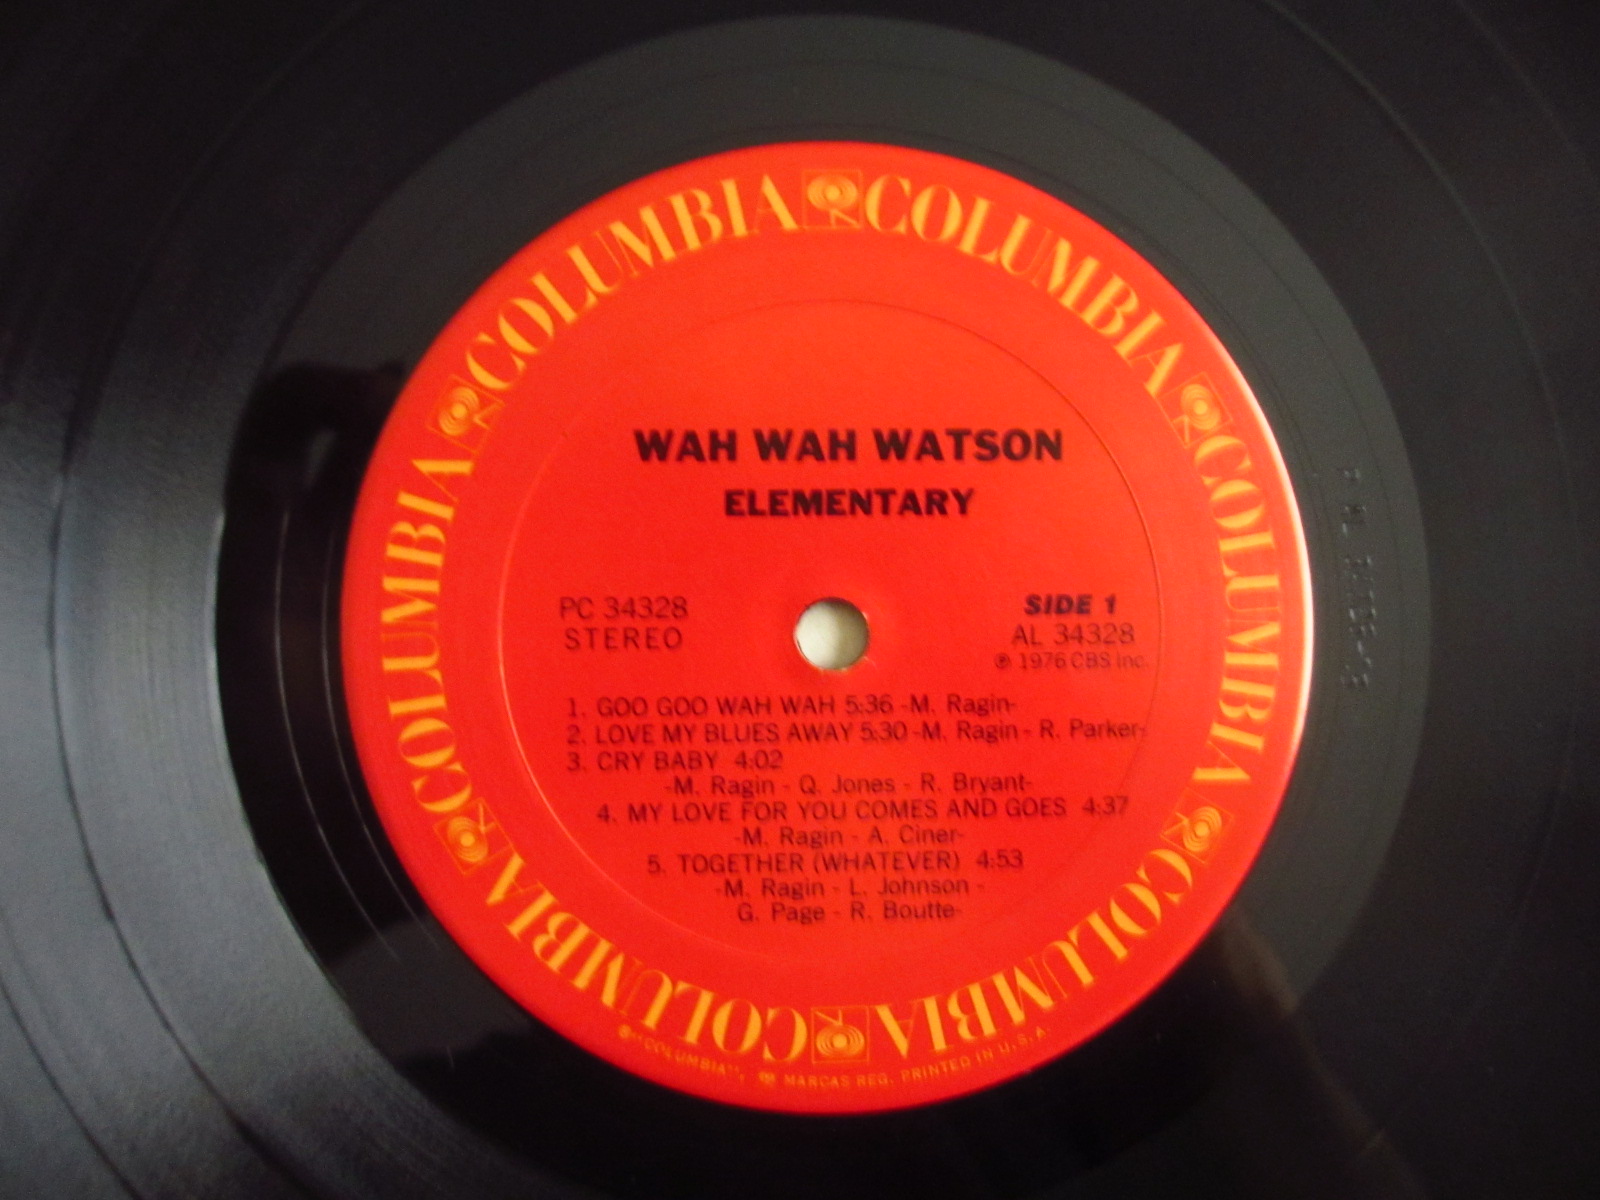 COLUMBIA COLUMBIA COLUMBIA COLUMBIA COLUMBIA COLUMBIA
WAH WAH WATSON
ELEMENTARY
PC 34328
STEREO
SIDE 1
AL 34328
℗ 1976 CBS Inc.
1. GOO GOO WAH WAH 5:36 -M. Ragin-
2. LOVE MY BLUES AWAY 5:30 -M. Ragin - R. Parker-
3. CRY BABY 4:02
-M. Ragin - Q. Jones - R. Bryant-
4. MY LOVE FOR YOU COMES AND GOES 4:37
-M. Ragin - A. Ciner-
5. TOGETHER (WHATEVER) 4:53
-M. Ragin - L. Johnson -
G. Page - R. Boutte-
®"COLUMBIA", MARCAS REG. PRINTED IN U.S.A.